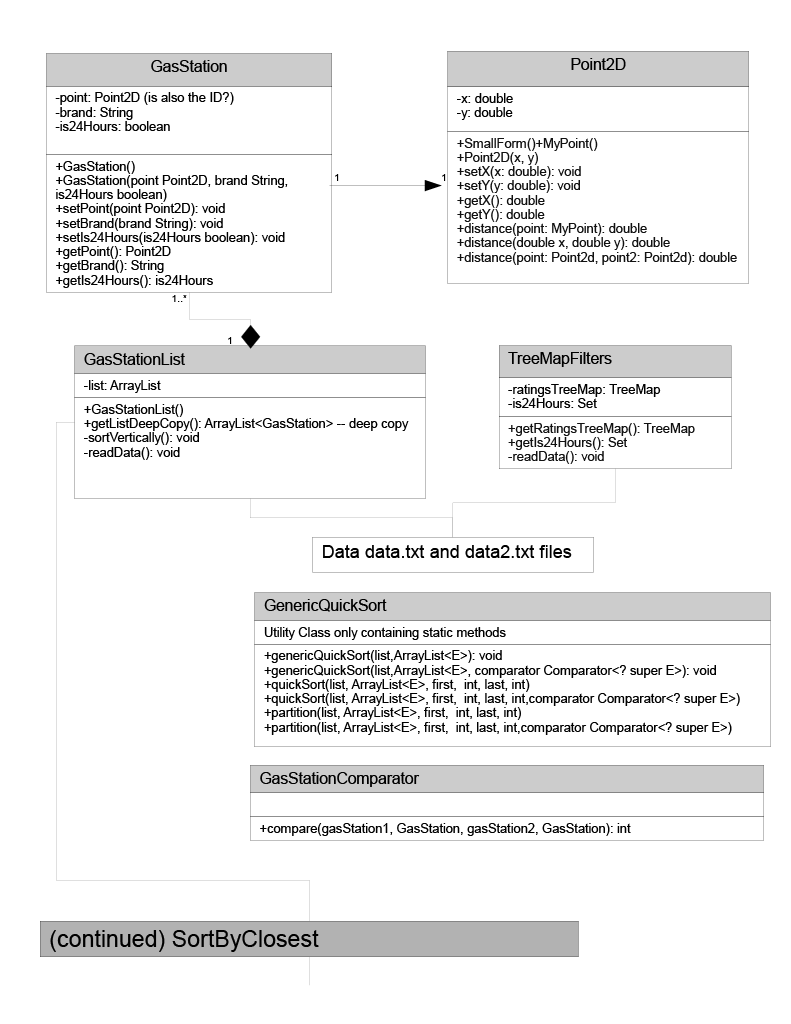 GasStation
-point: Point2D (is also the ID?)
-brand: String
-is24Hours: boolean
+GasStation()
+GasStation(point Point2D, brand String,
is24Hours boolean)
+setPoint(point Point2D): void
+setBrand(brand String): void
+setIs24Hours(is24Hours boolean): void
+getPoint(): Point2D
+getBrand(): String
+getIs24Hours(): is24Hours
1
1
Point2D
-x: double
-y: double
+SmallForm()+MyPoint()
+Point2D(x, y)
+setX(x: double): void
+setY(y: double): void
+getX(): double
+getY(): double
+distance(point: MyPoint): double
+distance(double x, double y): double
+distance(point: Point2d, point2: Point2d): double
1..*
1
GasStationList
-list: ArrayList
+GasStationList()
+getListDeepCopy(): ArrayList<GasStation> -- deep copy
-sortVertically(): void
-readData(): void
TreeMapFilters
-ratingsTreeMap: TreeMap
-is24Hours: Set
+getRatingsTreeMap(): TreeMap
+getIs24Hours(): Set
-readData(): void
Data data.txt and data2.txt files
GenericQuickSort
Utility Class only containing static methods
+genericQuickSort(list,ArrayList<E>): void
+genericQuickSort(list,ArrayList<E>, comparator Comparator<? super E>): void
+quickSort(list, ArrayList<E>, first,  int, last, int)
+quickSort(list, ArrayList<E>, first,  int, last, int,comparator Comparator<? super E>)
+partition(list, ArrayList<E>, first,  int, last, int)
+partition(list, ArrayList<E>, first,  int, last, int,comparator Comparator<? super E>)
GasStationComparator
+compare(gasStation1, GasStation, gasStation2, GasStation): int
(continued) SortByClosest